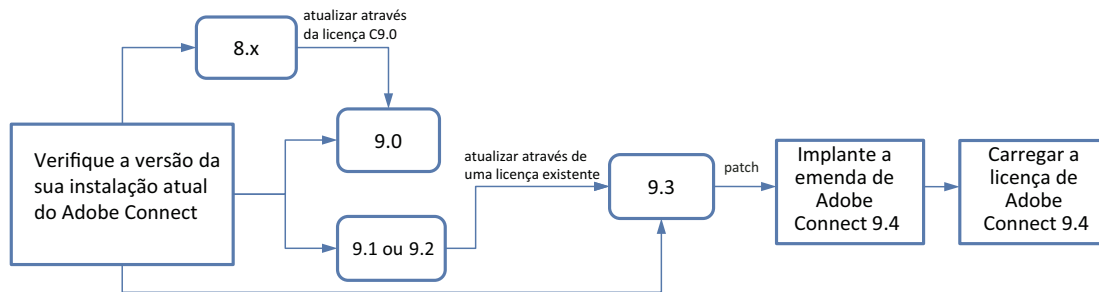 atualizar através
da licença C9.0
8.x
9.0
Verifique a versão da
sua instalação atual
do Adobe Connect
atualizar através de
uma licença existente
9.1 ou 9.2
9.3
patch
Implante a
emenda de
Adobe
Connect 9.4
Carregar a
licença de
Adobe
Connect 9.4